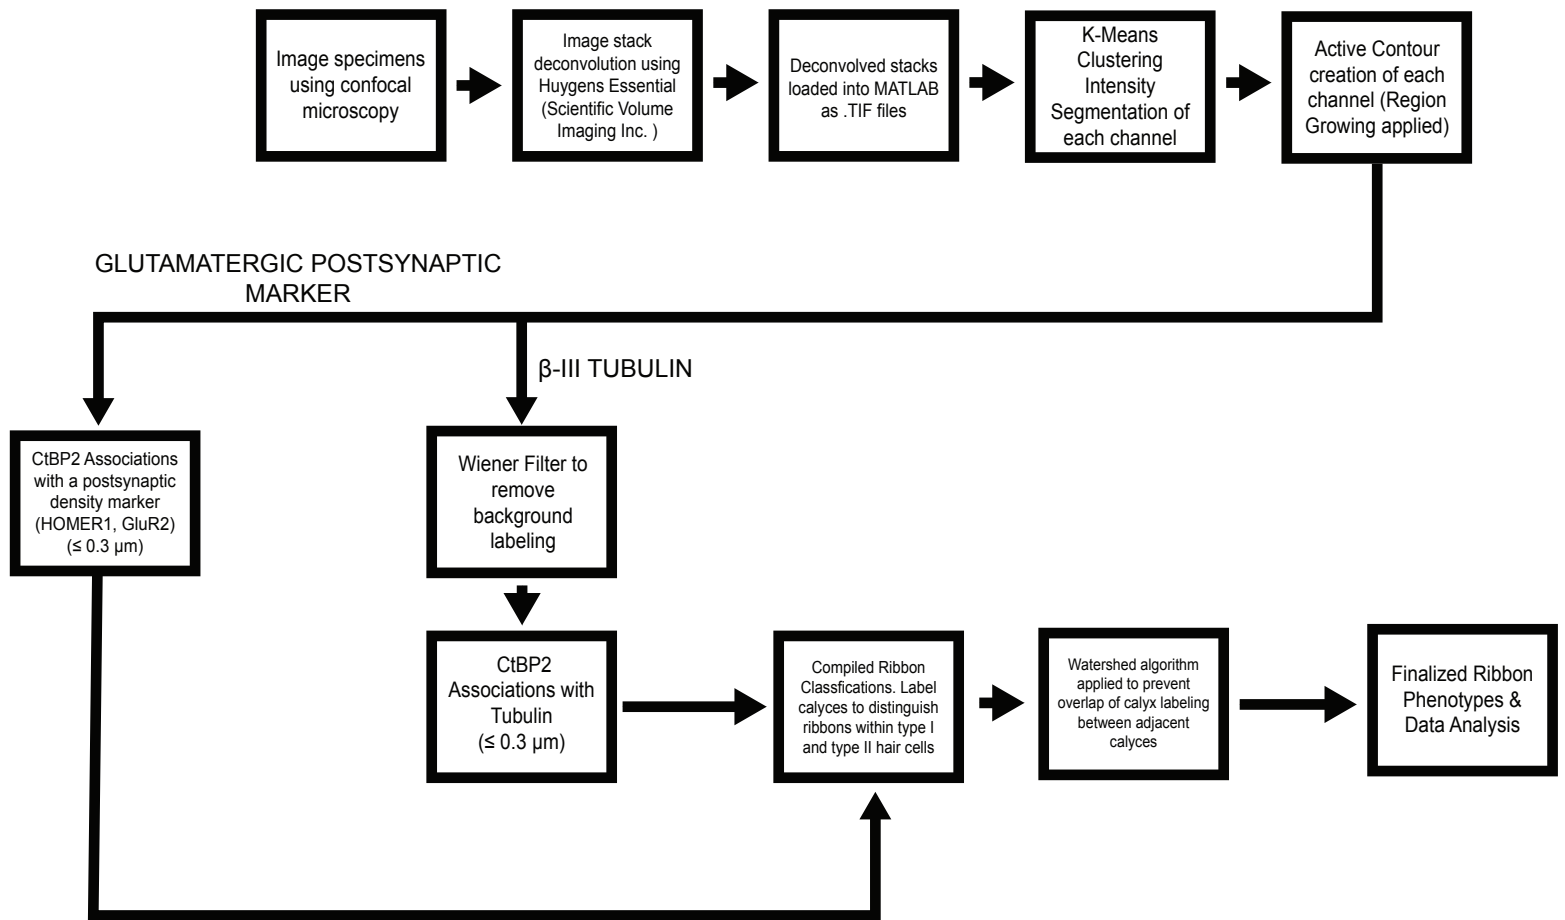 Image specimens
using confocal
microscopy
Image stack
deconvolution using
Huygens Essential
(Scientific Volume
Imaging Inc. )
Deconvolved stacks
loaded into MATLAB
as .TIF files
K-Means
Clustering
Intensity
Segmentation of
each channel
Active Contour
creation of each
channel (Region
Growing applied)
GLUTAMATERGIC POSTSYNAPTIC
MARKER
β-III TUBULIN
CtBP2 Associations
with a postsynaptic
density marker
(HOMER1, GluR2)
(≤ 0.3 μm)
Wiener Filter to
remove
background
labeling
CtBP2
Associations with
Tubulin
(≤ 0.3 μm)
Compiled Ribbon
Classfications. Label
calyces to distinguish
ribbons within type I
and type II hair cells
Watershed algorithm
applied to prevent
overlap of calyx labeling
between adjacent
calyces
Finalized Ribbon
Phenotypes &
Data Analysis